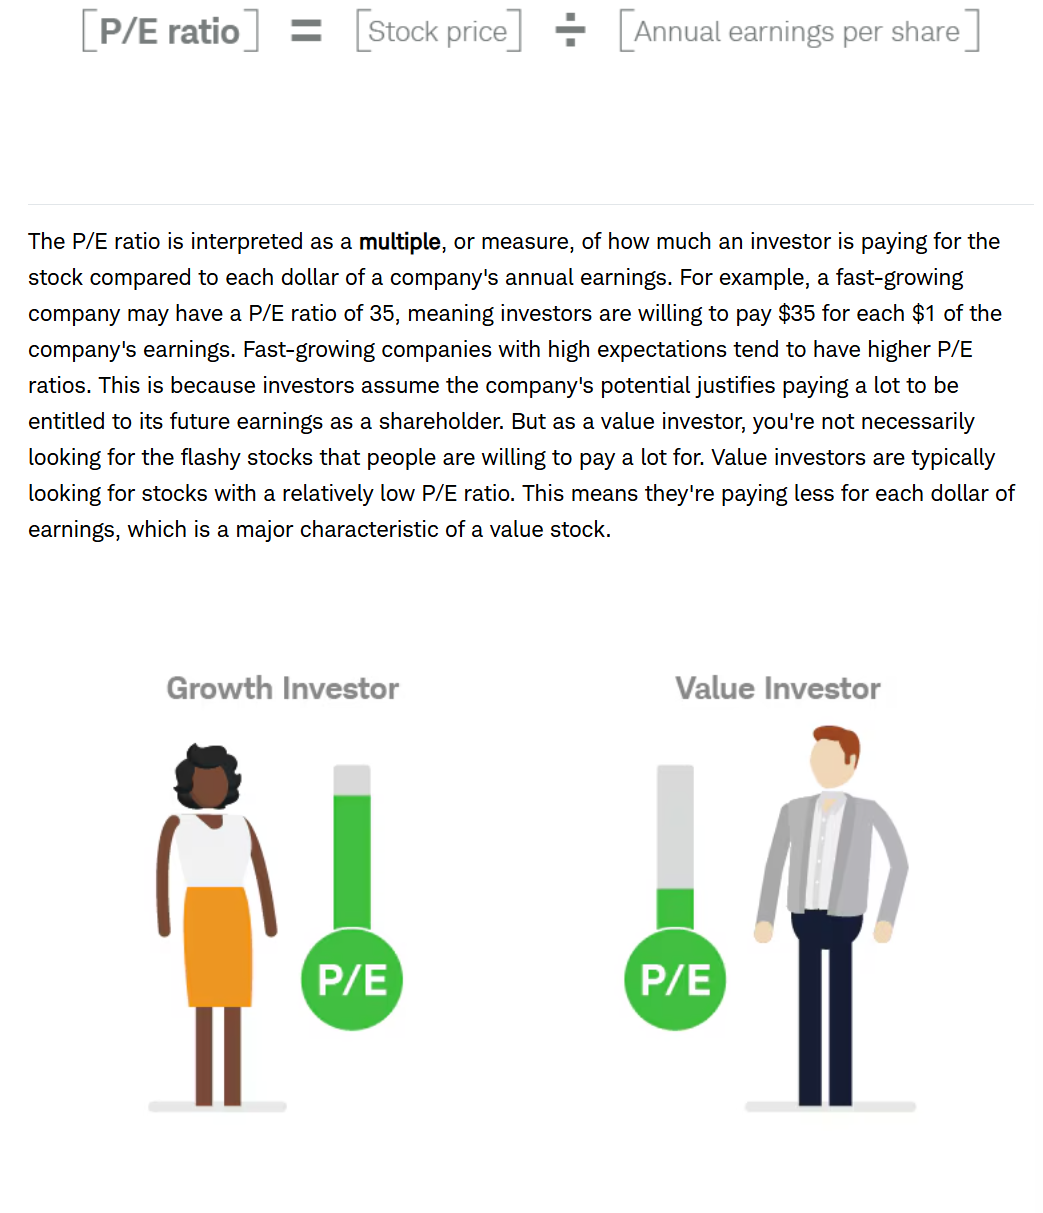 [P/E ratio] = [Stock price] ÷ [Annual earnings per share]
The P/E ratio is interpreted as a multiple, or measure, of how much an investor is paying for the
stock compared to each dollar of a company's annual earnings. For example, a fast-growing
company may have a P/E ratio of 35, meaning investors are willing to pay $35 for each $1 of the
company's earnings. Fast-growing companies with high expectations tend to have higher P/E
ratios. This is because investors assume the company's potential justifies paying a lot to be
entitled to its future earnings as a shareholder. But as a value investor, you're not necessarily
looking for the flashy stocks that people are willing to pay a lot for. Value investors are typically
looking for stocks with a relatively low P/E ratio. This means they're paying less for each dollar of
earnings, which is a major characteristic of a value stock.
Growth Investor
Value Investor
P/E
P/E